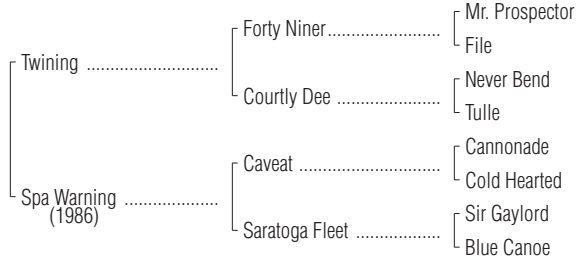 Mr. Prospector
Forty Niner
File
Twining
Never Bend
Courtly Dee
Tulle
Cannonade
Caveat
Cold Hearted
Spa Warning
(1986)
Sir Gaylord
Saratoga Fleet
Blue Canoe